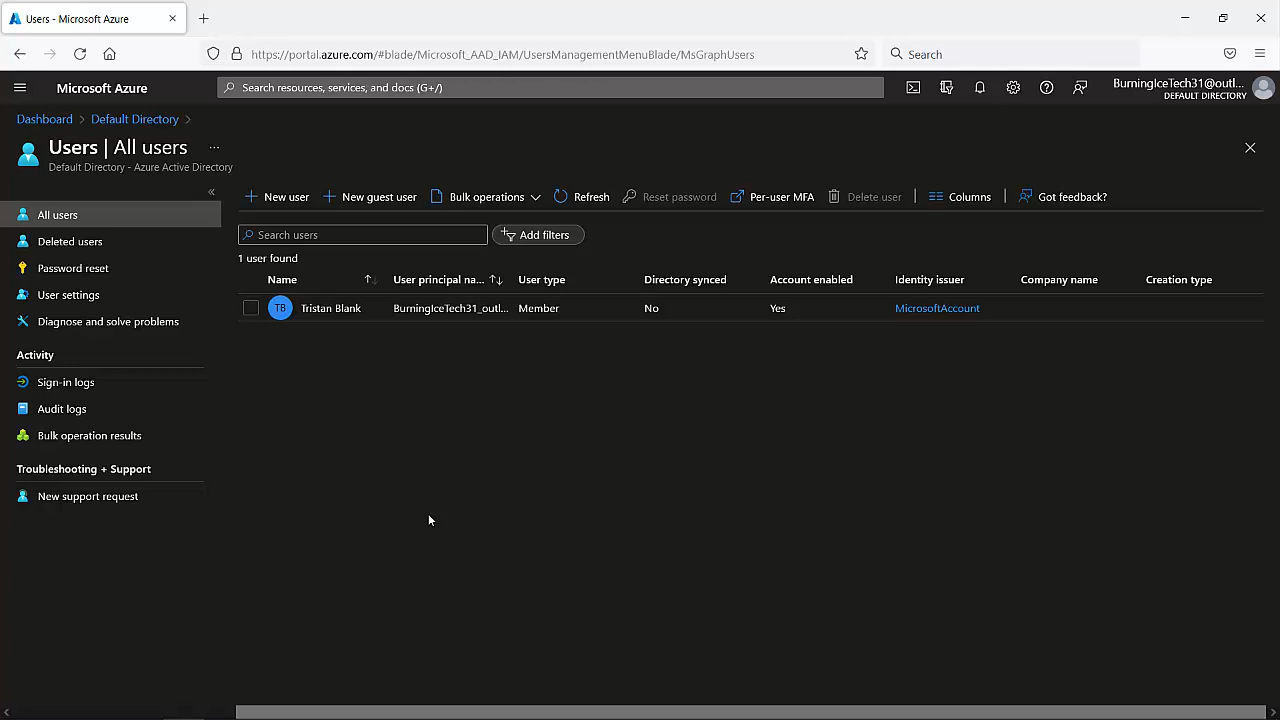 Users - Microsoft Azure
https://portal.azure.com/#blade/Microsoft_AAD_IAM/UsersManagementMenuBlade/MsGraphUsers
Search
Microsoft Azure
Search resources, services, and docs (G+/)
BurningIceTech31@outl...
DEFAULT DIRECTORY
Dashboard > Default Directory >
Users | All users ...
Default Directory - Azure Active Directory
All users
Deleted users
Password reset
User settings
Diagnose and solve problems
Activity
Sign-in logs
Audit logs
Bulk operation results
Troubleshooting + Support
New support request
New user New guest user Bulk operations Refresh Reset password Per-user MFA Delete user Columns Got feedback?
Search users Add filters
1 user found
Name User principal na... User type Directory synced Account enabled Identity issuer Company name Creation type
TB Tristan Blank BurningIceTech31_outl... Member No Yes MicrosoftAccount